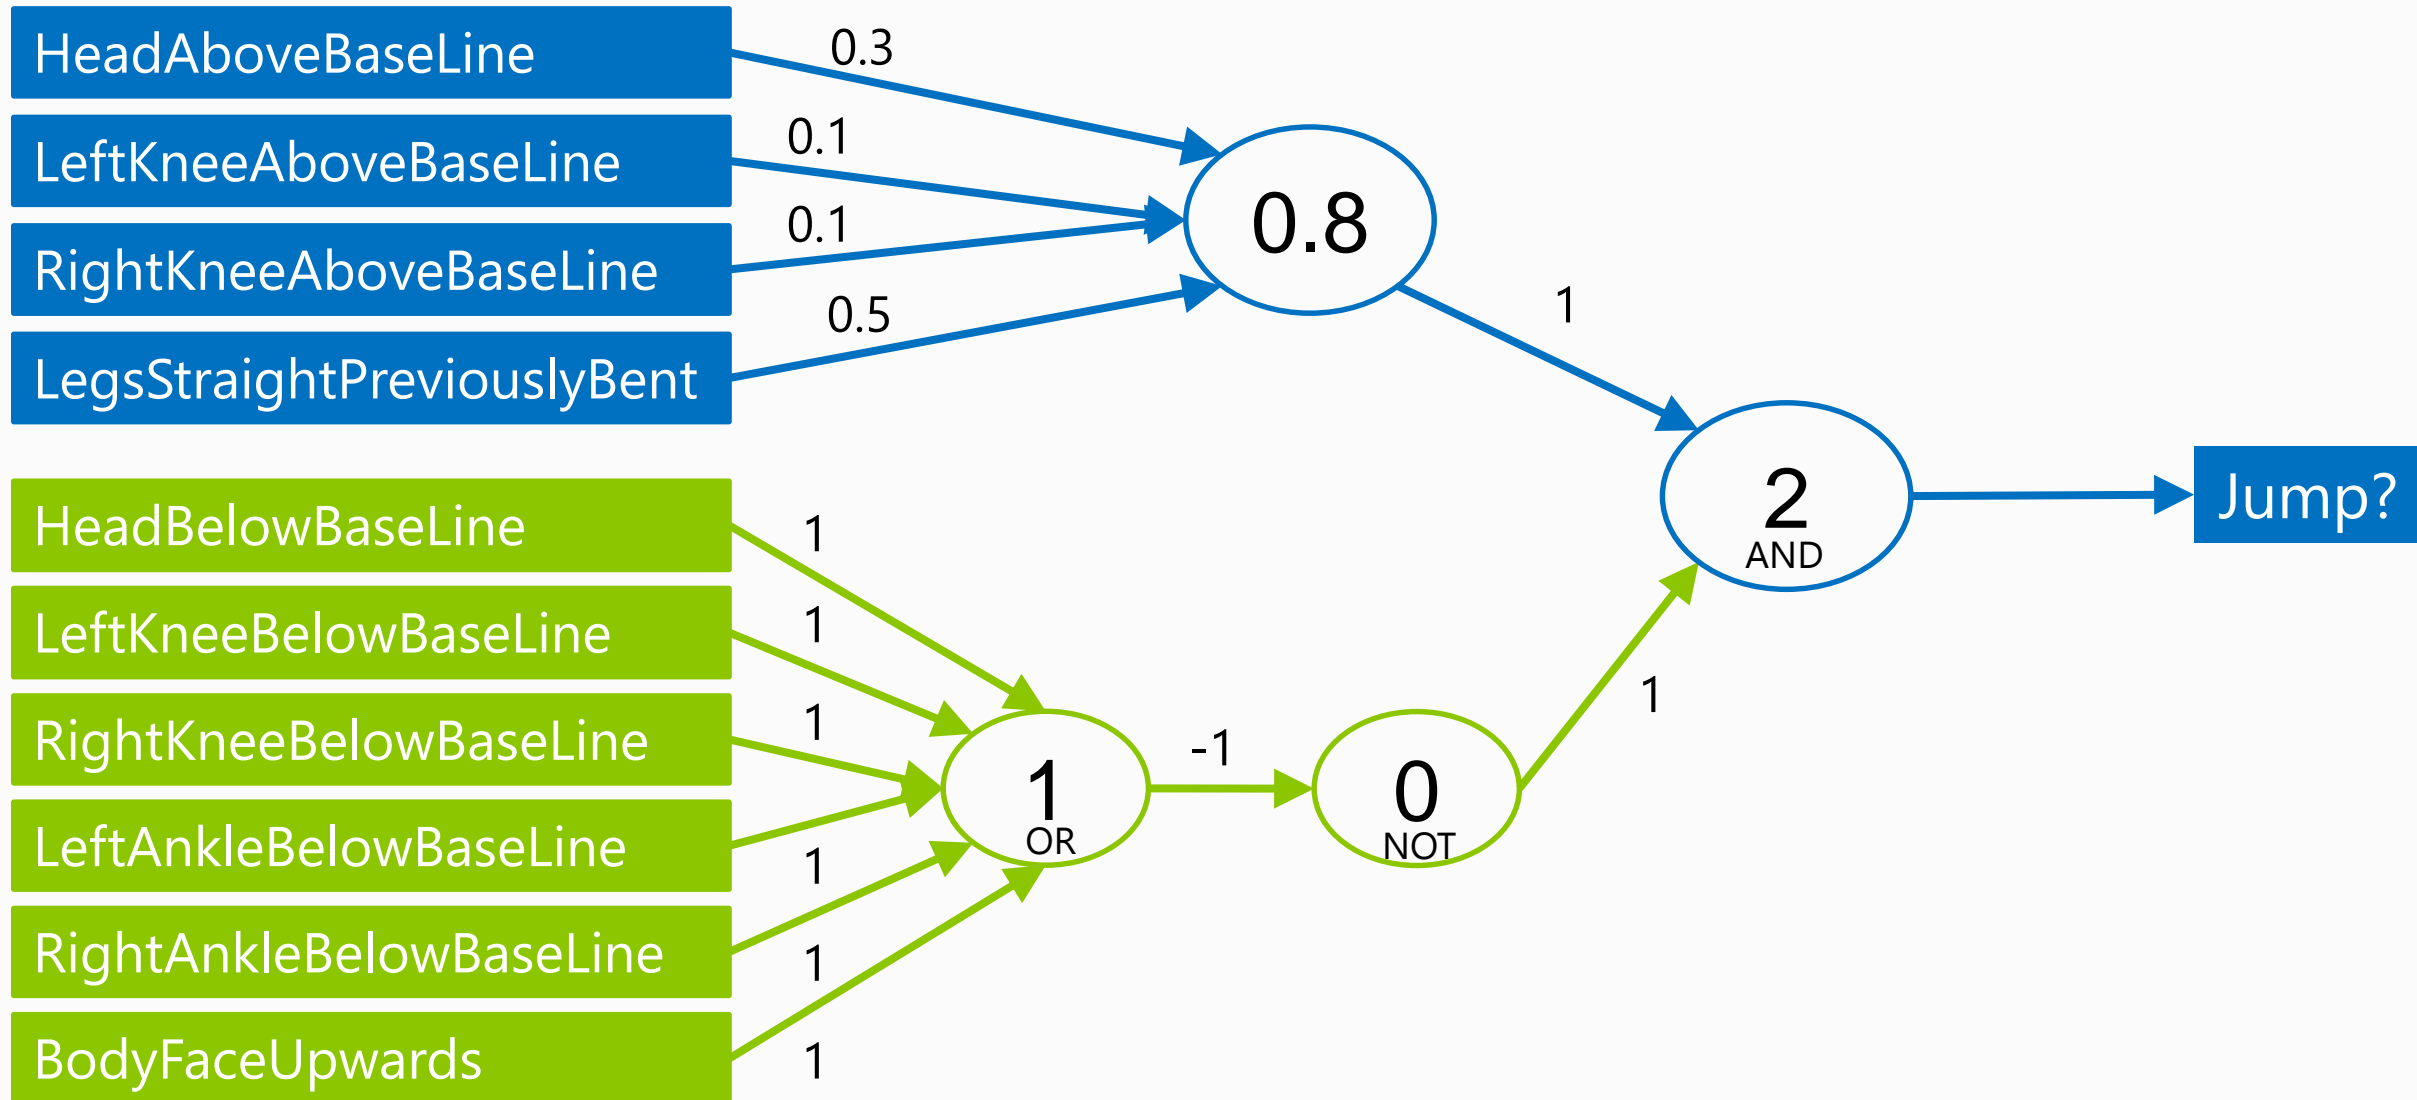 HeadAboveBaseLine
0.3
LeftKneeAboveBaseLine
0.1
RightKneeAboveBaseLine
0.1
LegsStraightPreviouslyBent
0.5
0.8
1
HeadBelowBaseLine
1
LeftKneeBelowBaseLine
1
RightKneeBelowBaseLine
1
LeftAnkleBelowBaseLine
1
RightAnkleBelowBaseLine
1
BodyFaceUpwards
1
1
OR
-1
0
NOT
1
2
AND
Jump?